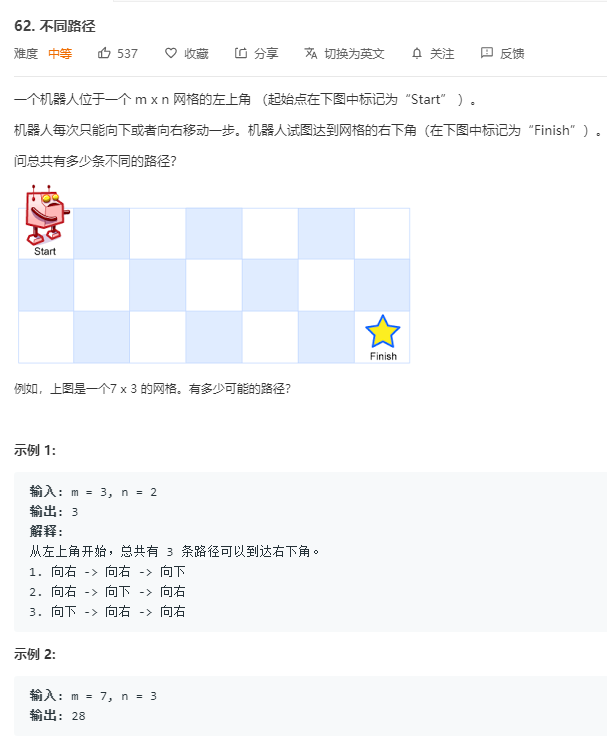 62. 不同路径
难度 中等 537 收藏 分享 切换为英文 关注 反馈
一个机器人位于一个 m x n 网格的左上角 （起始点在下图中标记为“Start” ）。
机器人每次只能向下或者向右移动一步。机器人试图达到网格的右下角（在下图中标记为“Finish”）。
问总共有多少条不同的路径？
Start
Finish
例如，上图是一个7 x 3 的网格。有多少可能的路径？
示例 1:
输入: m = 3, n = 2
输出: 3
解释:
从左上角开始，总共有 3 条路径可以到达右下角。
1. 向右 -> 向右 -> 向下
2. 向右 -> 向下 -> 向右
3. 向下 -> 向右 -> 向右
示例 2:
输入: m = 7, n = 3
输出: 28